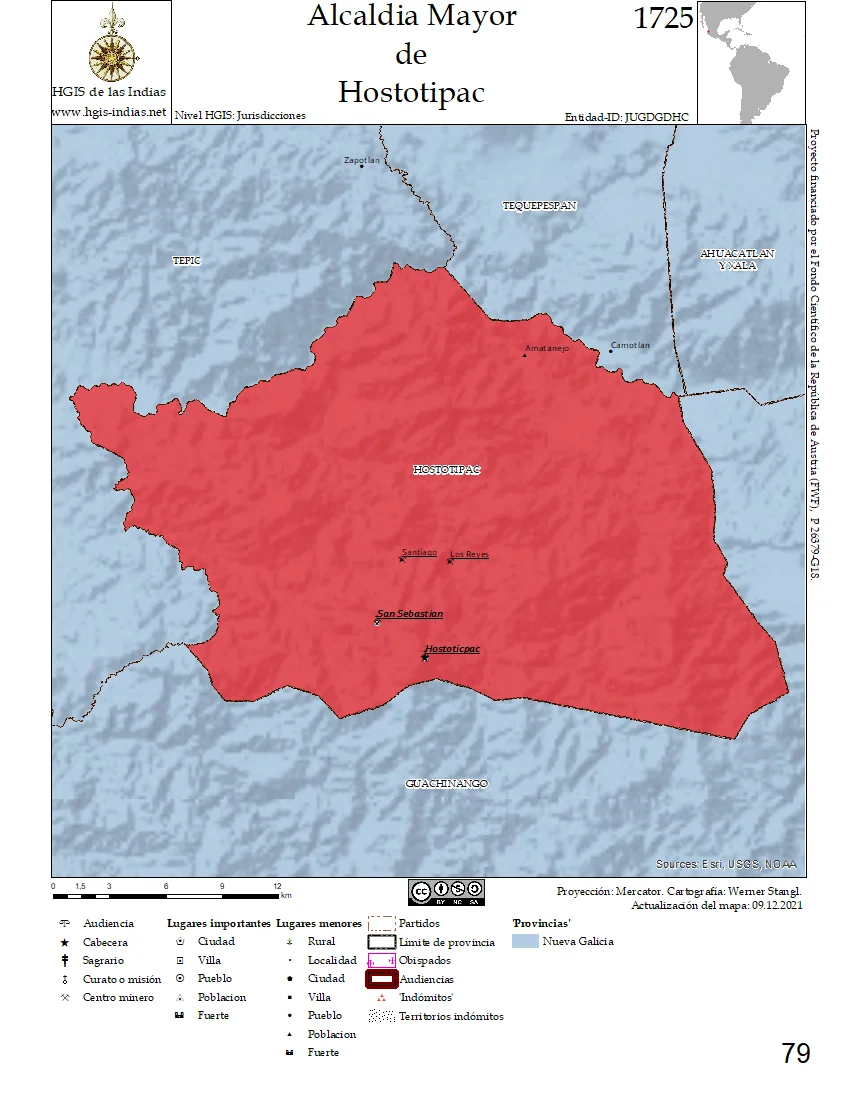 Alcaldia Mayor
de
Hostotipac
1725
HGIS de las Indias
www.hgis-indias.net
Nivel HGIS: Jurisdicciones
Entidad-ID: JUGDGDHC
Zapotlan
TEQUEPESPAN
TEPIC
AHUACATLAN
Y XALA
Amatanejo
Camotlan
HOSTOTIPAC
Santiago
Los Reyes
San Sebastian
Hostoticpac
GUACHINANGO
Sources: Esri, USGS, NOAA
Proyecto financiado por el Fondo Científico de la República de Austria (FWF), P 26379-G18.
0 1,5 3 6 9 12
km
Proyección: Mercator. Cartografía: Werner Stangl.
Actualización del mapa: 09.12.2021
CC BY NC SA
Audiencia
Cabecera
Sagrario
Curato o misión
Centro minero
Lugares importantes
Ciudad
Villa
Pueblo
Poblacion
Fuerte
Lugares menores
Rural
Localidad
Ciudad
Villa
Pueblo
Poblacion
Fuerte
Partidos
Límite de provincia
Obispados
Audiencias
'Indómitos'
Territorios indómitos
'Provincias'
Nueva Galicia
79